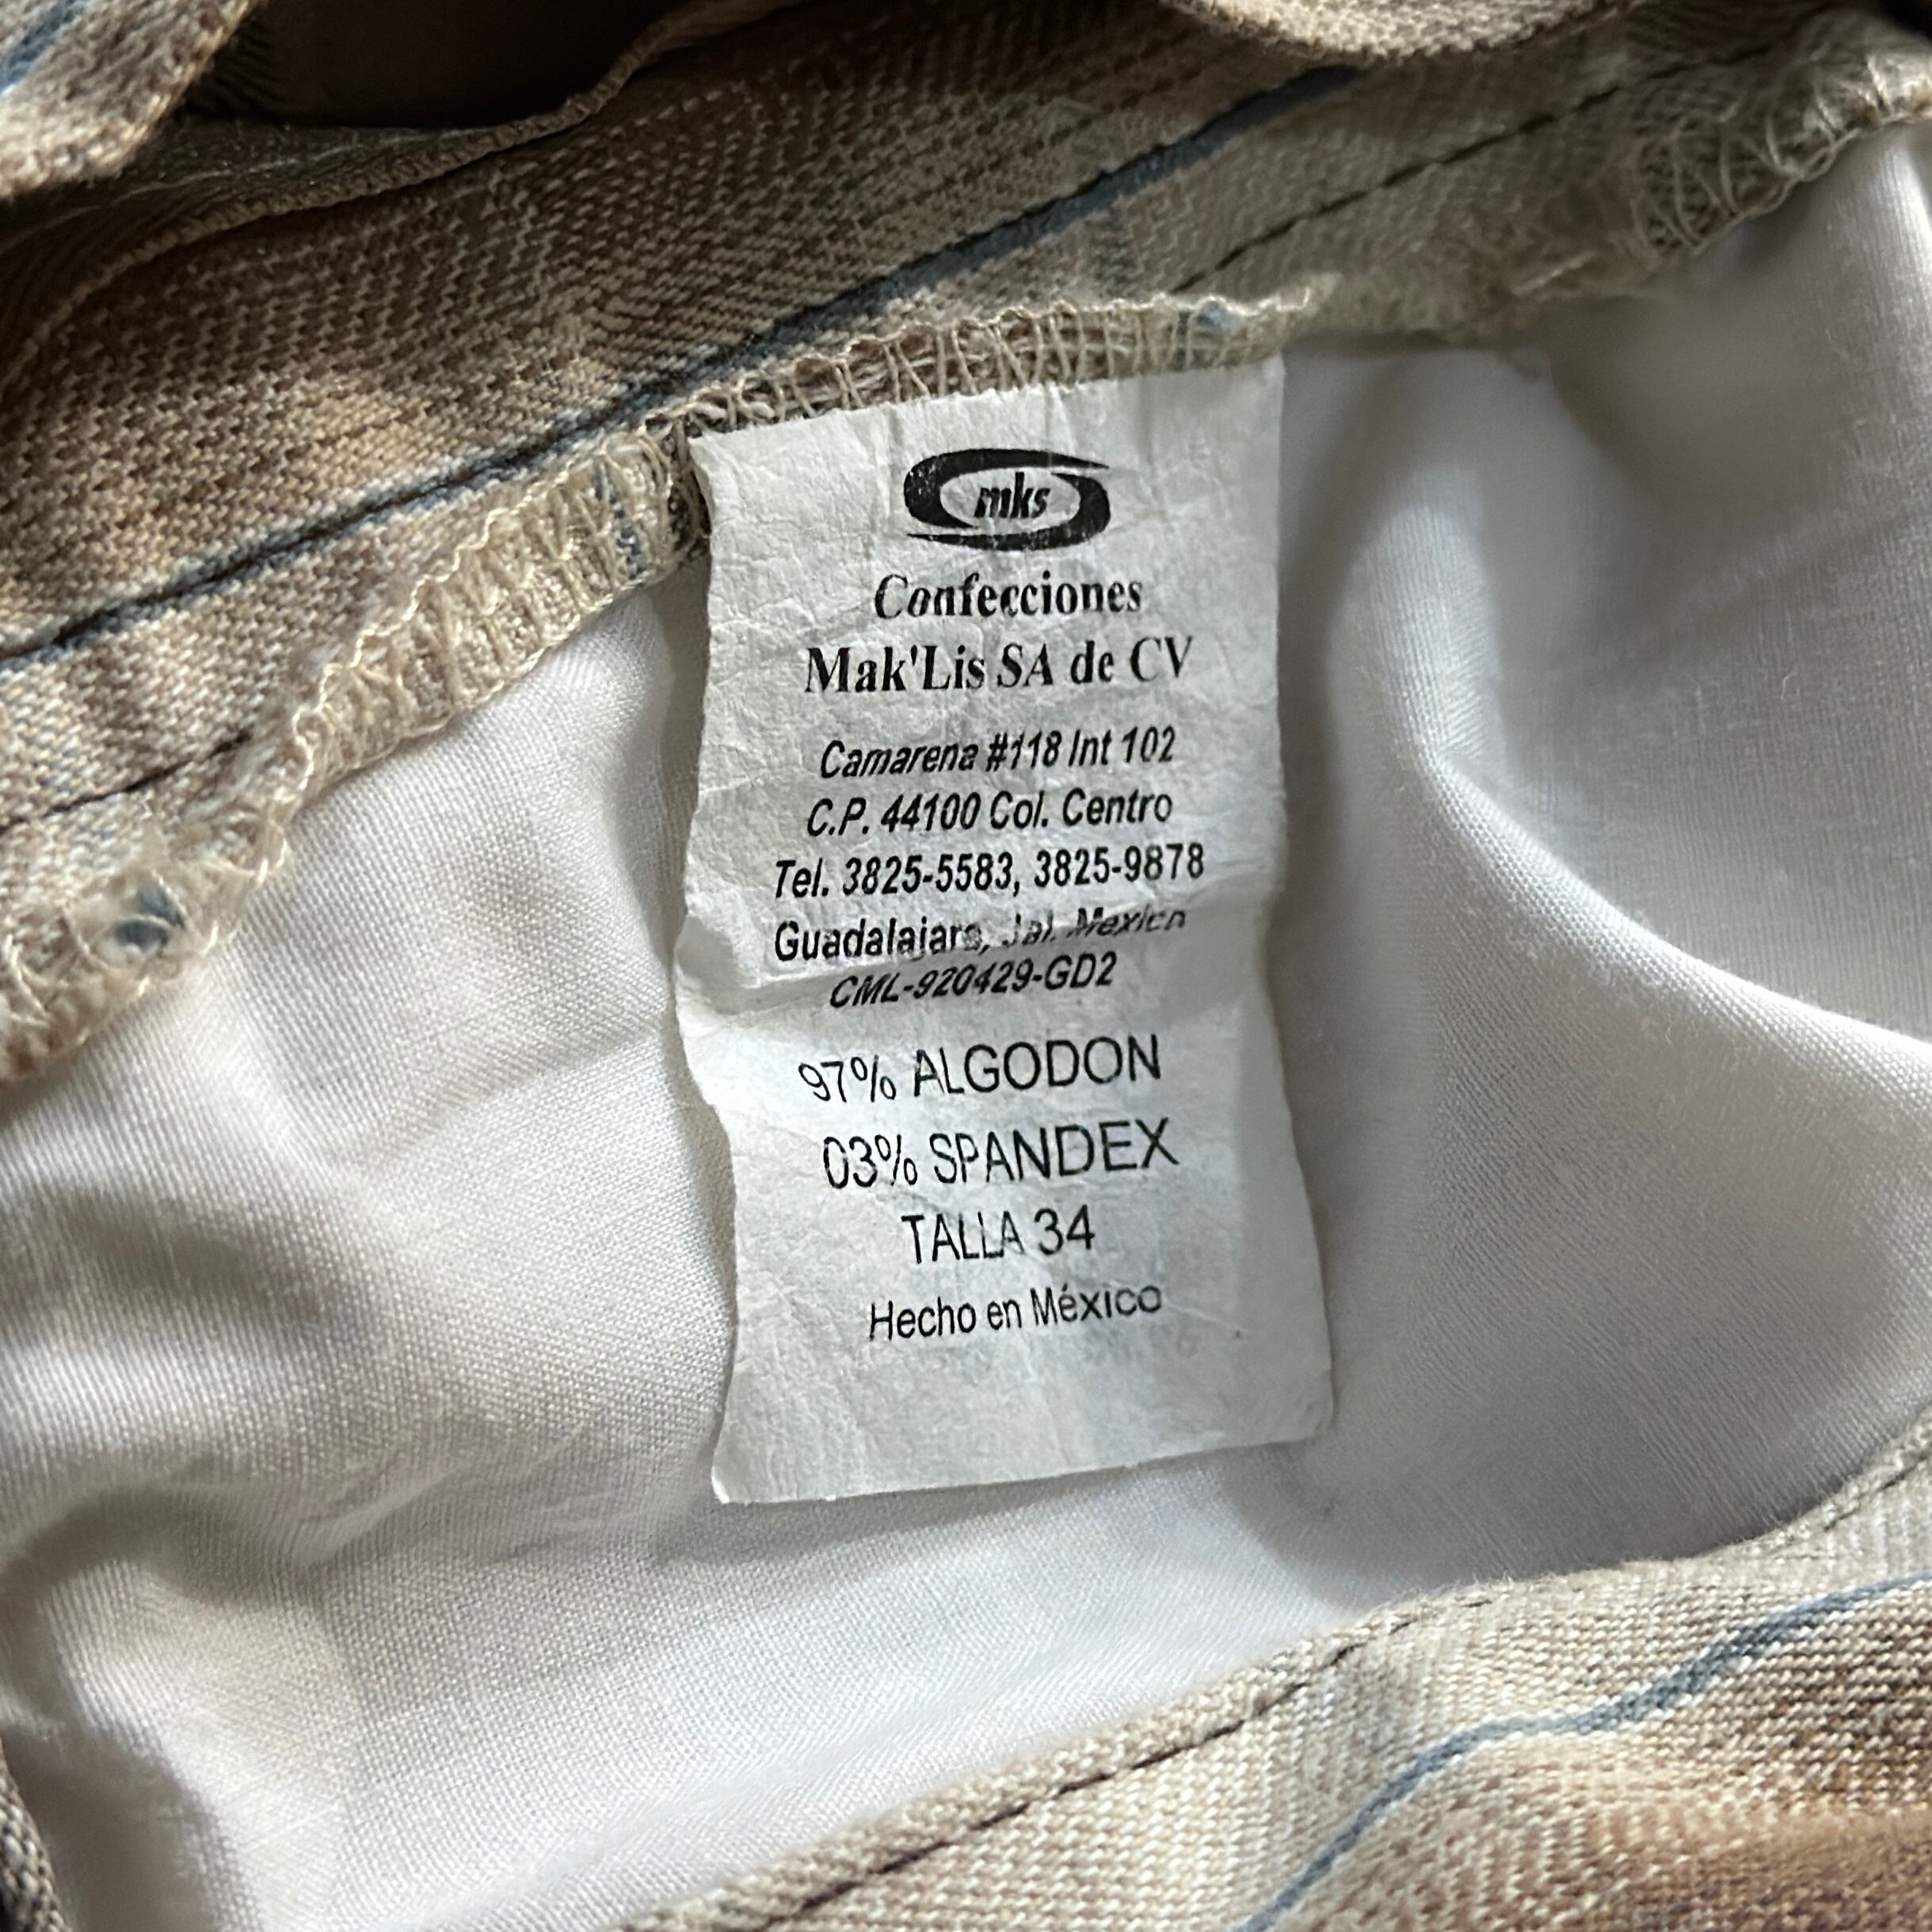 mks
Confecciones
Mak'Lis SA de CV
Camarena #118 Int 102
C.P. 44100 Col. Centro
Tel. 3825-5583, 3825-9878
Guadalajara, Jal. Mexico
CML-920429-GD2
97% ALGODON
03% SPANDEX
TALLA 34
Hecho en México